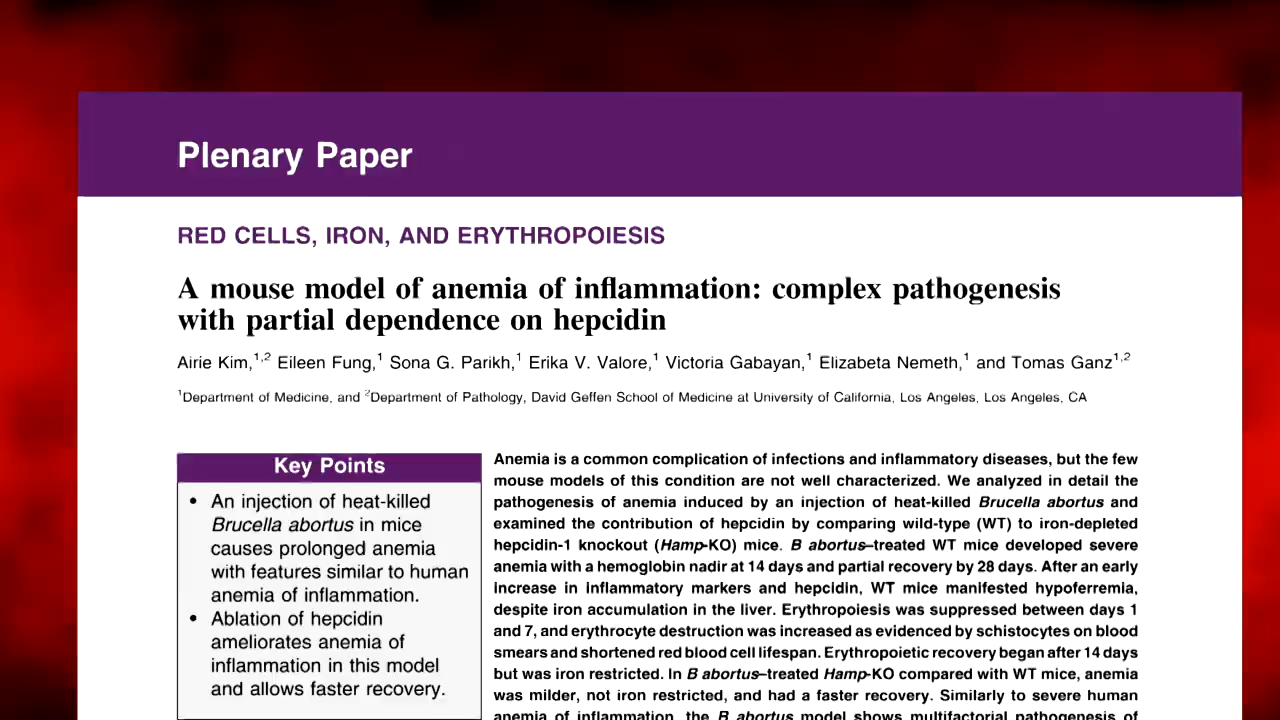 Plenary Paper
RED CELLS, IRON, AND ERYTHROPOIESIS
A mouse model of anemia of inflammation: complex pathogenesis
with partial dependence on hepcidin
Airie Kim,1,2 Eileen Fung,1 Sona G. Parikh,1 Erika V. Valore,1 Victoria Gabayan,1 Elizabeta Nemeth,1 and Tomas Ganz1,2
1Department of Medicine, and 2Department of Pathology, David Geffen School of Medicine at University of California, Los Angeles, Los Angeles, CA
Key Points
• An injection of heat-killed
Brucella abortus in mice
causes prolonged anemia
with features similar to human
anemia of inflammation.
• Ablation of hepcidin
ameliorates anemia of
inflammation in this model
and allows faster recovery.
Anemia is a common complication of infections and inflammatory diseases, but the few
mouse models of this condition are not well characterized. We analyzed in detail the
pathogenesis of anemia induced by an injection of heat-killed Brucella abortus and
examined the contribution of hepcidin by comparing wild-type (WT) to iron-depleted
hepcidin-1 knockout (Hamp-KO) mice. B abortus–treated WT mice developed severe
anemia with a hemoglobin nadir at 14 days and partial recovery by 28 days. After an early
increase in inflammatory markers and hepcidin, WT mice manifested hypoferremia,
despite iron accumulation in the liver. Erythropoiesis was suppressed between days 1
and 7, and erythrocyte destruction was increased as evidenced by schistocytes on blood
smears and shortened red blood cell lifespan. Erythropoietic recovery began after 14 days
but was iron restricted. In B abortus–treated Hamp-KO compared with WT mice, anemia
was milder, not iron restricted, and had a faster recovery. Similarly to severe human
anemia of inflammation, the B abortus model shows multifactorial pathogenesis of